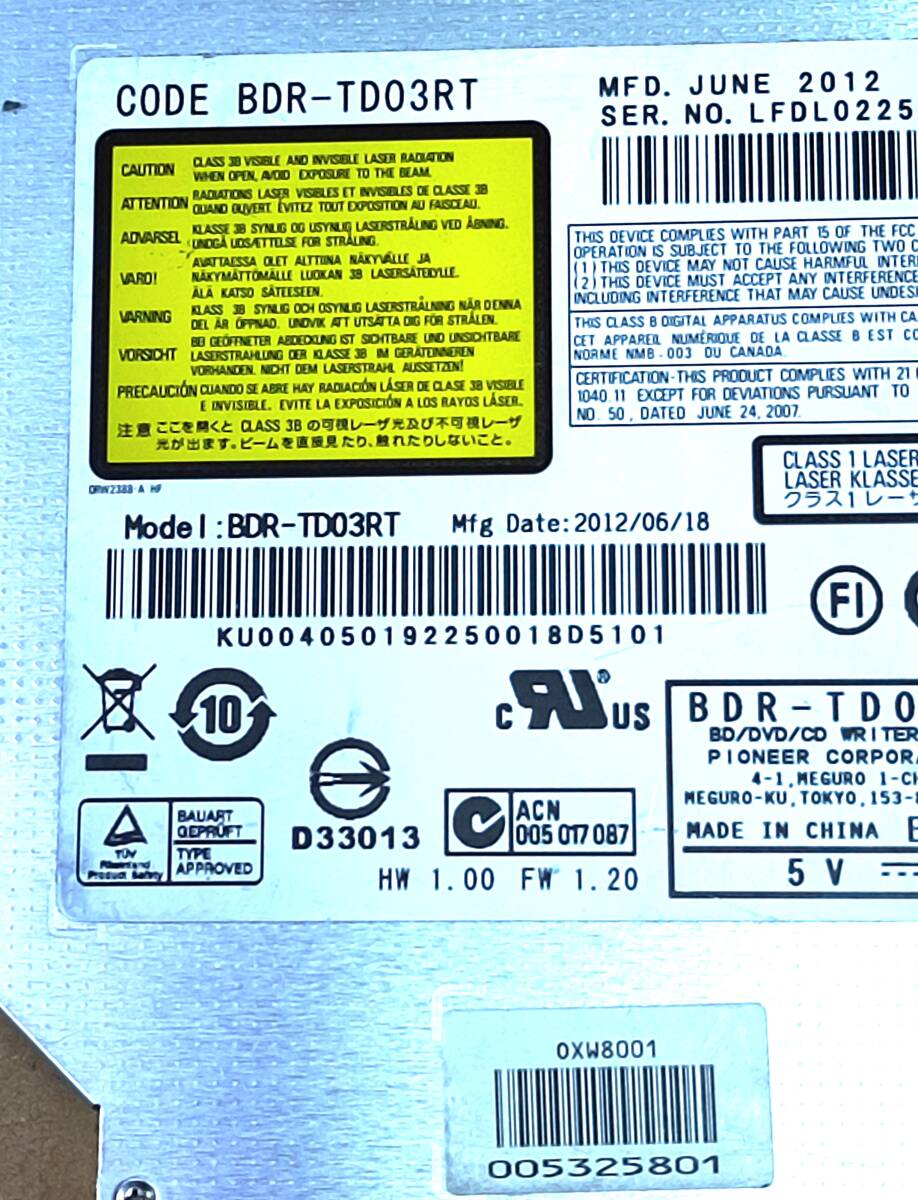 CODE BDR-TD03RT
MFD. JUNE 2012
SER. NO. LFDL0225
CAUTION CLASS 3B VISIBLE AND INVISIBLE LASER RADIATION
WHEN OPEN, AVOID EXPOSURE TO THE BEAM.
ATTENTION RADIATIONS LASER VISIBLES ET INVISIBLES DE CLASSE 3B
QUAND OUVERT. ÉVITEZ TOUT EXPOSITION AU FAISCEAU.
ADVARSEL KLASSE 3B SYNLIG OG USYNLIG LASERSTRÅLING VED ÅBNING.
UNDGÅ UDSÆTTELSE FOR STRÅLING.
VARO! AVATTAESSA OLET ALTTIINA NÄKYVÄLLE JA
NÄKYMÄTTÖMÄLLE LUOKAN 3B LASERSÄTEILYLLE.
ÄLÄ KATSO SÄTEESEEN.
VARNING KLASS 3B SYNLIG OCH OSYNLIG LASERSTRÅLNING NÄR DENNA
DEL ÄR ÖPPNAD. UNDVIK ATT UTSÄTTA DIG FÖR STRÅLEN.
VORSICHT BEI GEÖFFNETER ABDECKUNG IST SICHTBARE UND UNSICHTBARE
LASERSTRAHLUNG DER KLASSE 3B IM GERÄTEINNEREN
VORHANDEN. NICHT DEM LASERSTRAHL AUSSETZEN!
PRECAUCIÓN CUANDO SE ABRE HAY RADIACIÓN LÁSER DE CLASE 3B VISIBLE
E INVISIBLE. EVITE LA EXPOSICIÓN A LOS RAYOS LÁSER.
注意 ここを開くと CLASS 3B の可視レーザ光及び不可視レーザ
光が出ます。ビームを直接見たり、触れたりしないこと。
DRW2388-A HF
THIS DEVICE COMPLIES WITH PART 15 OF THE FCC
OPERATION IS SUBJECT TO THE FOLLOWING TWO
(1) THIS DEVICE MAY NOT CAUSE HARMFUL
(2) THIS DEVICE MUST ACCEPT ANY INTERFERENCE
INCLUDING INTERFERENCE THAT MAY CAUSE
THIS CLASS B DIGITAL APPARATUS COMPLIES WITH
CET APPAREIL NUMÉRIQUE DE LA CLASSE B EST
NORME NMB-003 DU CANADA.
CERTIFICATION-THIS PRODUCT COMPLIES WITH 21
1040.11 EXCEPT FOR DEVIATIONS PURSUANT TO
NO. 50, DATED JUNE 24, 2007.
CLASS 1 LASER
LASER KLASSE
クラス1レー
Model:BDR-TD03RT Mfg Date:2012/06/18
KU004050192250018D5101
FI
10
c RU ® US
D33013
TÜV
Rheinland
Product Safety
BAUART
GEPRÜFT
TYPE
APPROVED
ACN
005 017 087
HW 1.00 FW 1.20
BDR-TD0
BD/DVD/CD WRITER
PIONEER CORPORA
4-1, MEGURO 1-CH
MEGURO-KU, TOKYO, 153-
MADE IN CHINA
5 V
0XW8001
005325801